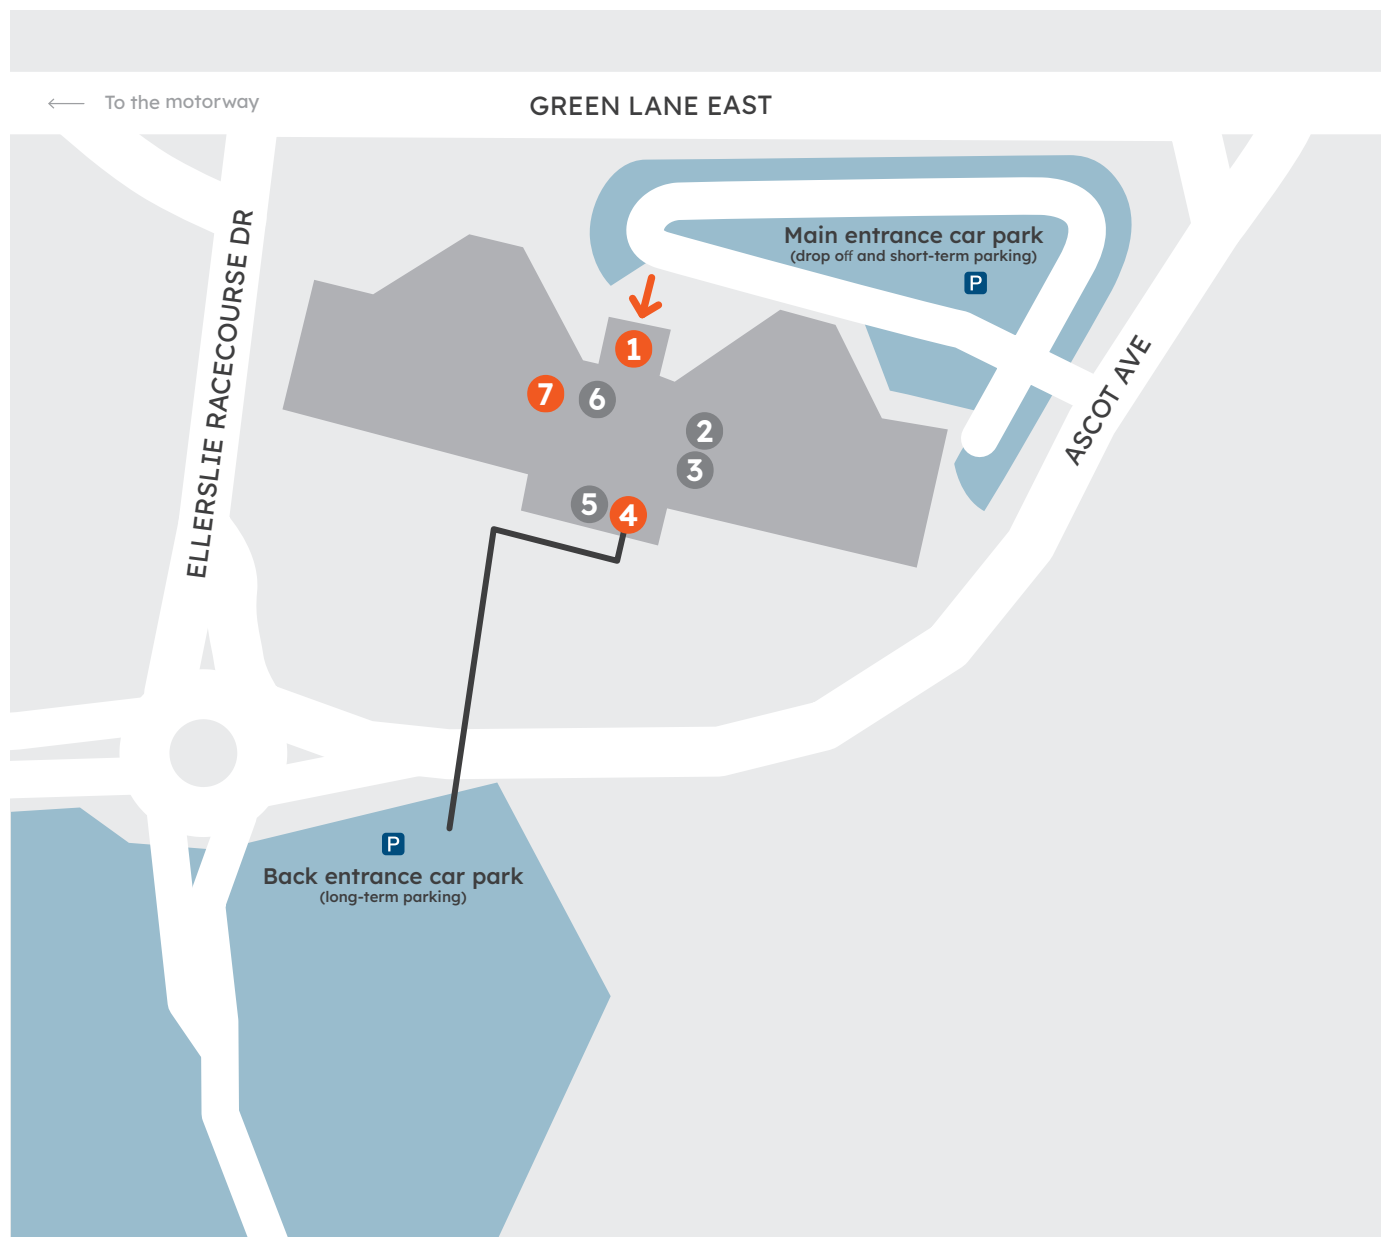 To the motorway
GREEN LANE EAST
ELLERSLIE RACECOURSE DR
Main entrance car park
(drop off and short-term parking)
P
1
7
6
2
3
5
4
ASCOT AVE
P
Back entrance car park
(long-term parking)